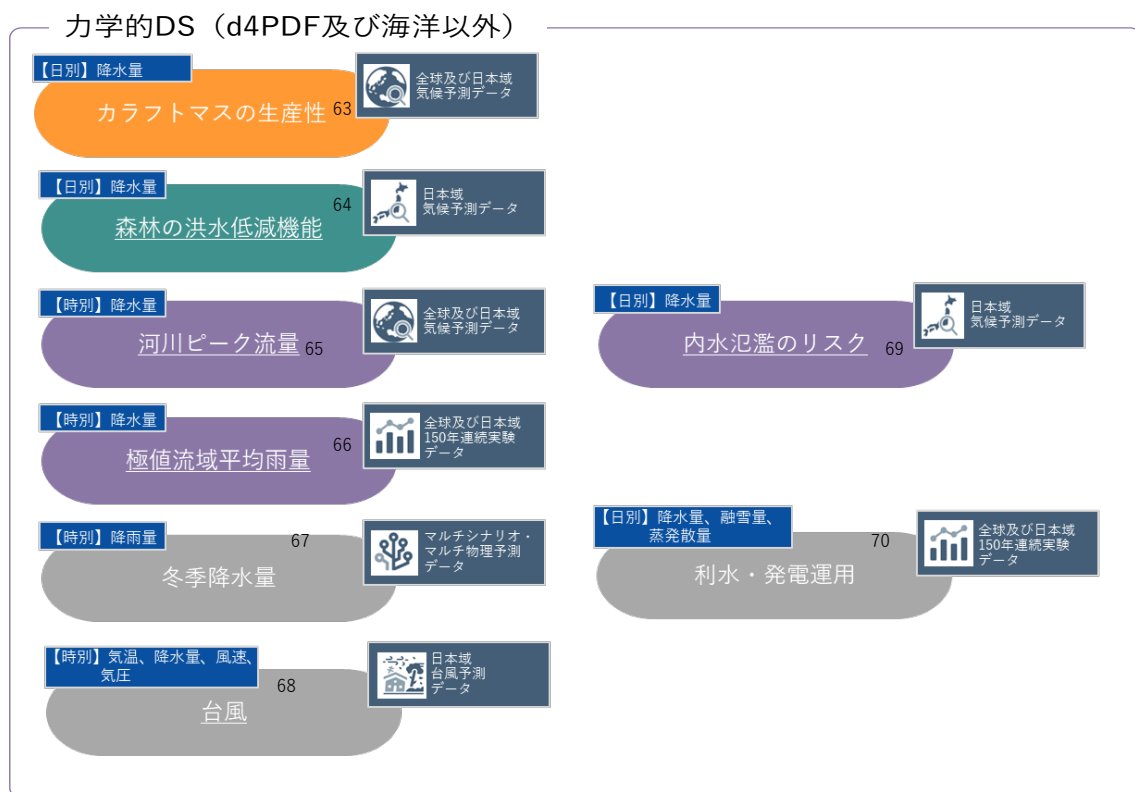 力学的DS（d4PDF及び海洋以外）
【日別】降水量
全球及び日本域
気候予測データ
カラフトマスの生産性 63
【日別】降水量
日本域
気候予測データ
64
森林の洪水低減機能
【時別】降水量
全球及び日本域
気候予測データ
河川ピーク流量 65
【日別】降水量
日本域
気候予測データ
内水氾濫のリスク 69
【時別】降水量
全球及び日本域
150年連続実験
データ
66
極値流域平均雨量
【時別】降雨量
マルチシナリオ・
マルチ物理予測
データ
67
冬季降水量
【日別】降水量、融雪量、
蒸発散量
全球及び日本域
150年連続実験
データ
70
利水・発電運用
【時別】気温、降水量、風速、
気圧
日本域
台風予測
データ
68
台風